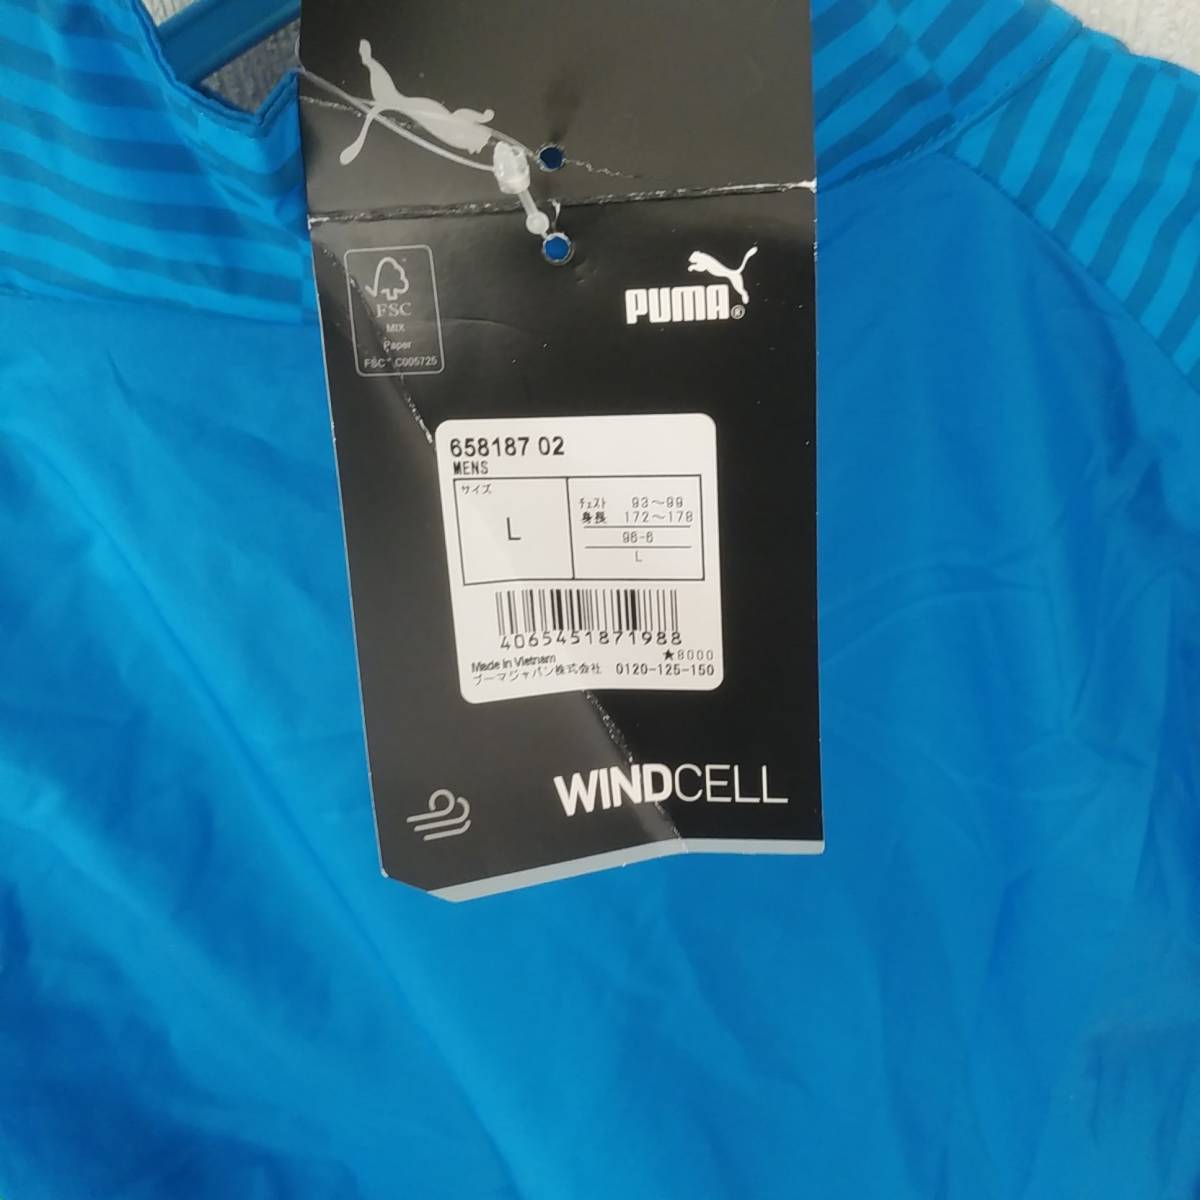 PUMA®
FSC
MIX
Paper
FSC® C005725
658187 02
MENS
サイズ
L
チェスト 93~99
身長 172~178
96-6
L
4065451871988
★8000
Made in Vietnam
プーマジャパン株式会社 0120-125-150
WINDCELL